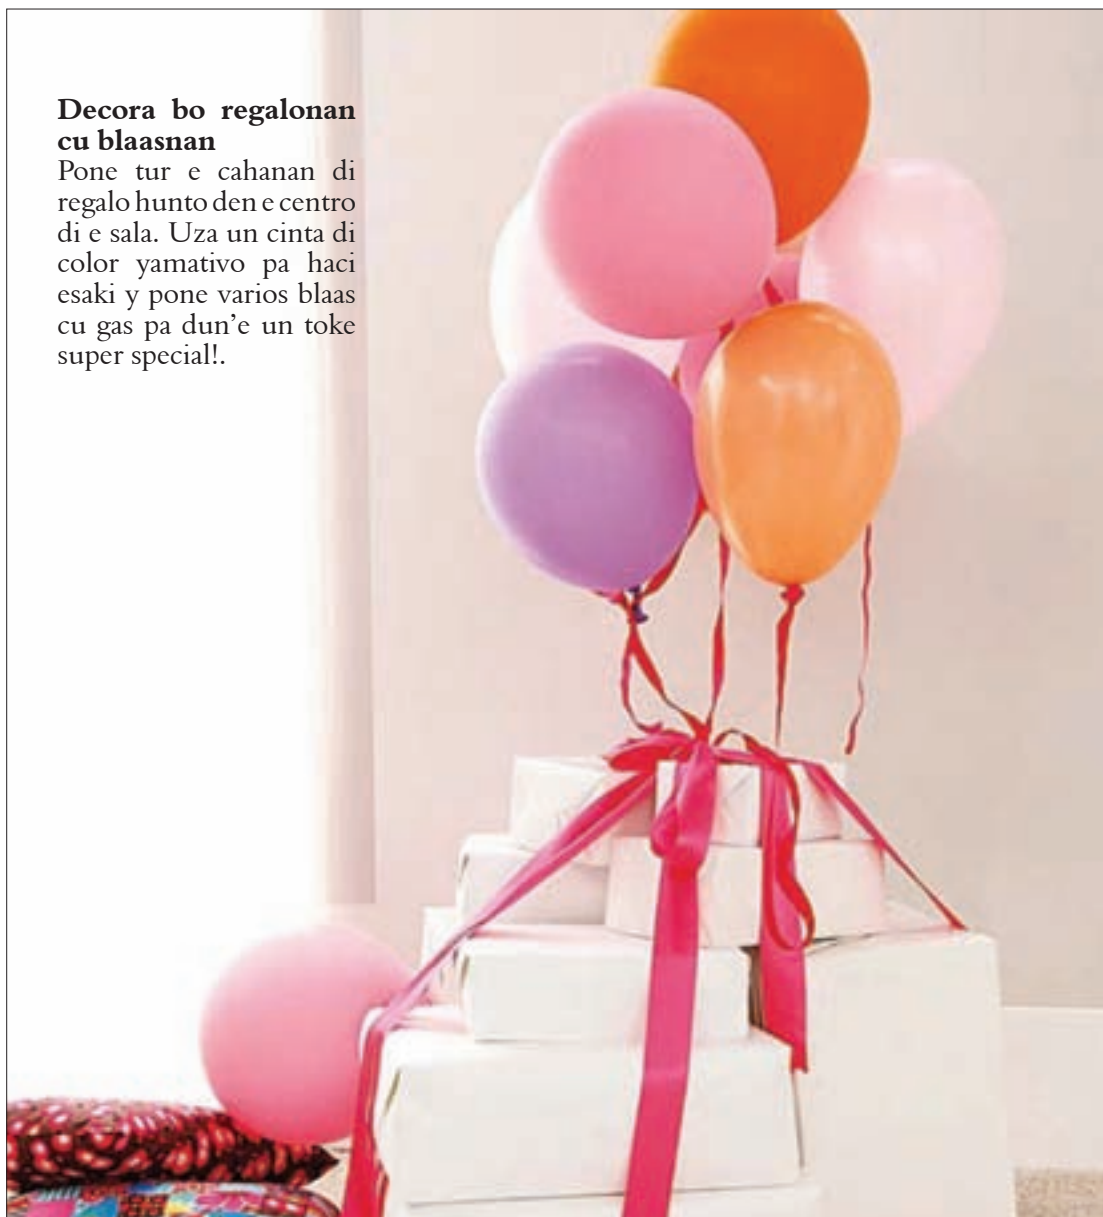 Decora bo regalonan
cu blaasnan
Pone tur e cahanan di
regalo hunto den e centro
di e sala. Uza un cinta di
color yamativo pa haci
esaki y pone varios blaas
cu gas pa dun’e un toke
super special!.